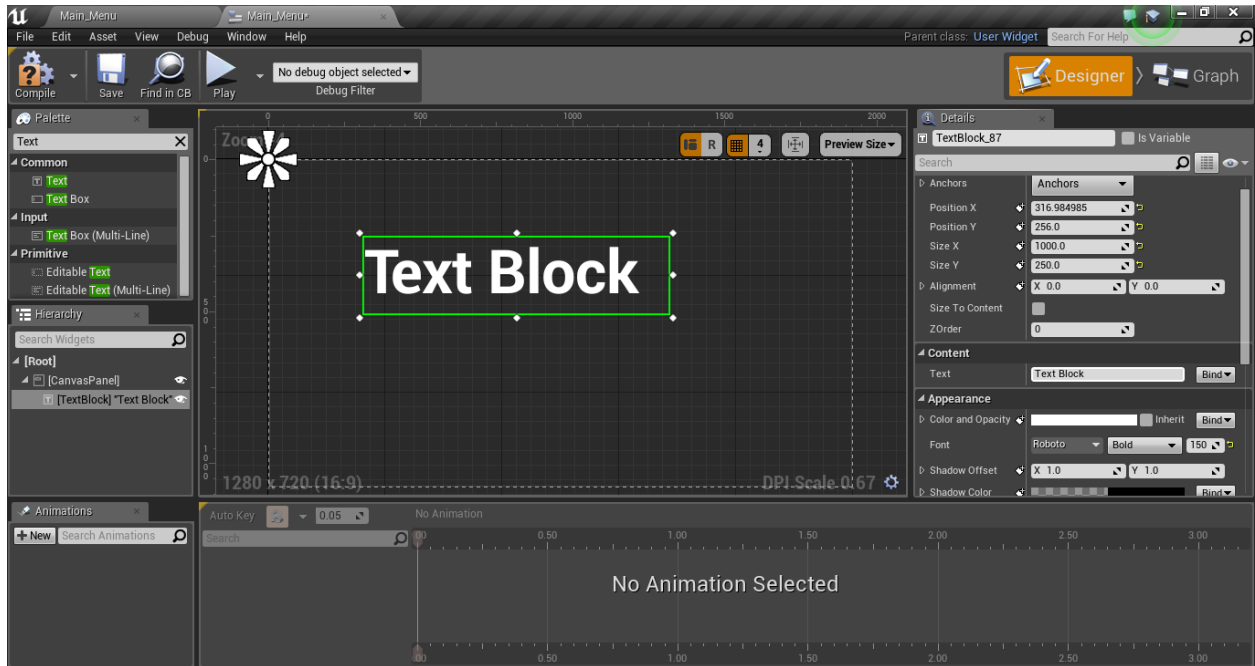 Main_Menu Main_Menu*
File Edit Asset View Debug Window Help Parent class: User Widget Search For Help
Compile Save Find in CB Play No debug object selected Debug Filter Designer Graph
Palette
Text
Common
Text
Text Box
Input
Text Box (Multi-Line)
Primitive
Editable Text
Editable Text (Multi-Line)
Hierarchy
Search Widgets
[Root]
[CanvasPanel]
[TextBlock] "Text Block"
0 500 1000 1500 2000
R 4 Preview Size
0
500
1000
Text Block
1280 x 720 (16:9) DPI Scale 0.67
Details
TextBlock_87 Is Variable
Search
Anchors Anchors
Position X 316.984985
Position Y 256.0
Size X 1000.0
Size Y 250.0
Alignment X 0.0 Y 0.0
Size To Content
ZOrder 0
Content
Text Text Block Bind
Appearance
Color and Opacity Inherit Bind
Font Roboto Bold 150
Shadow Offset X 1.0 Y 1.0
Shadow Color Bind
Animations
+ New Search Animations
Auto Key 0.05 No Animation
Search
0.50 1.00 1.50 2.00 2.50 3.00
No Animation Selected
0.50 1.00 1.50 2.00 2.50 3.00